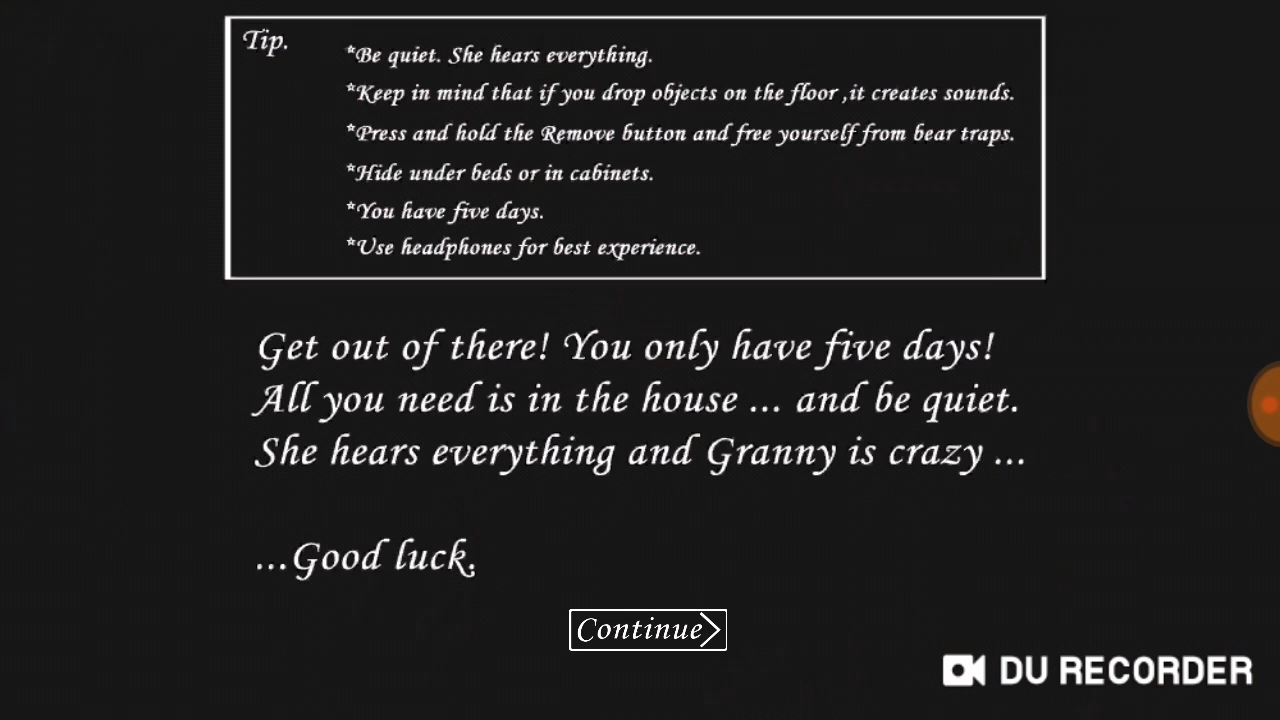 Tip.
*Be quiet. She hears everything.
*Keep in mind that if you drop objects on the floor ,it creates sounds.
*Press and hold the Remove button and free yourself from bear traps.
*Hide under beds or in cabinets.
*You have five days.
*Use headphones for best experience.
Get out of there! You only have five days!
All you need is in the house ... and be quiet.
She hears everything and Granny is crazy ...
...Good luck.
Continue
DU RECORDER